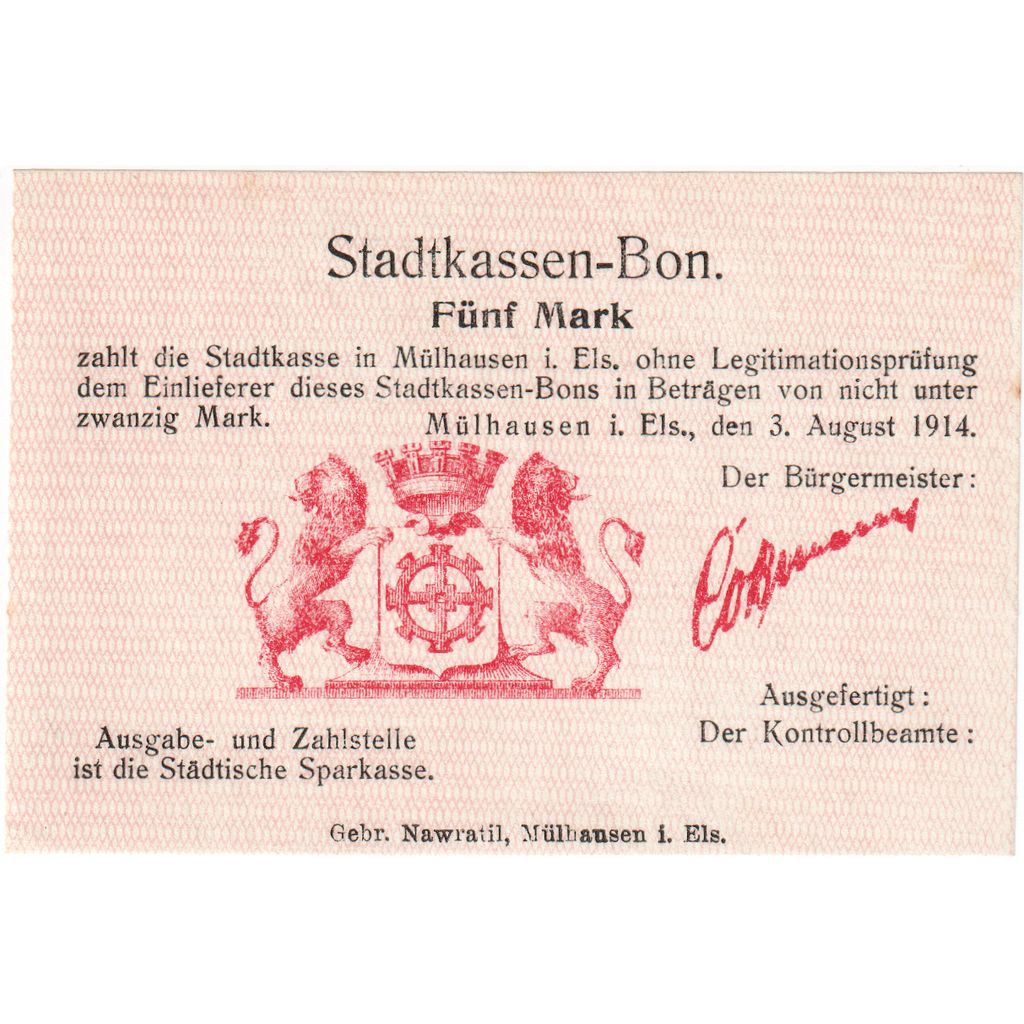 Stadtkassen-Bon.
Fünf Mark
zahlt die Stadtkasse in Mülhausen i. Els. ohne Legitimationsprüfung
dem Einlieferer dieses Stadtkassen-Bons in Beträgen von nicht unter
zwanzig Mark.
Mülhausen i. Els., den 3. August 1914.
Der Bürgermeister:
Ausgefertigt:
Der Kontrollbeamte:
Ausgabe- und Zahlstelle
ist die Städtische Sparkasse.
Gebr. Nawratil, Mülhausen i. Els.